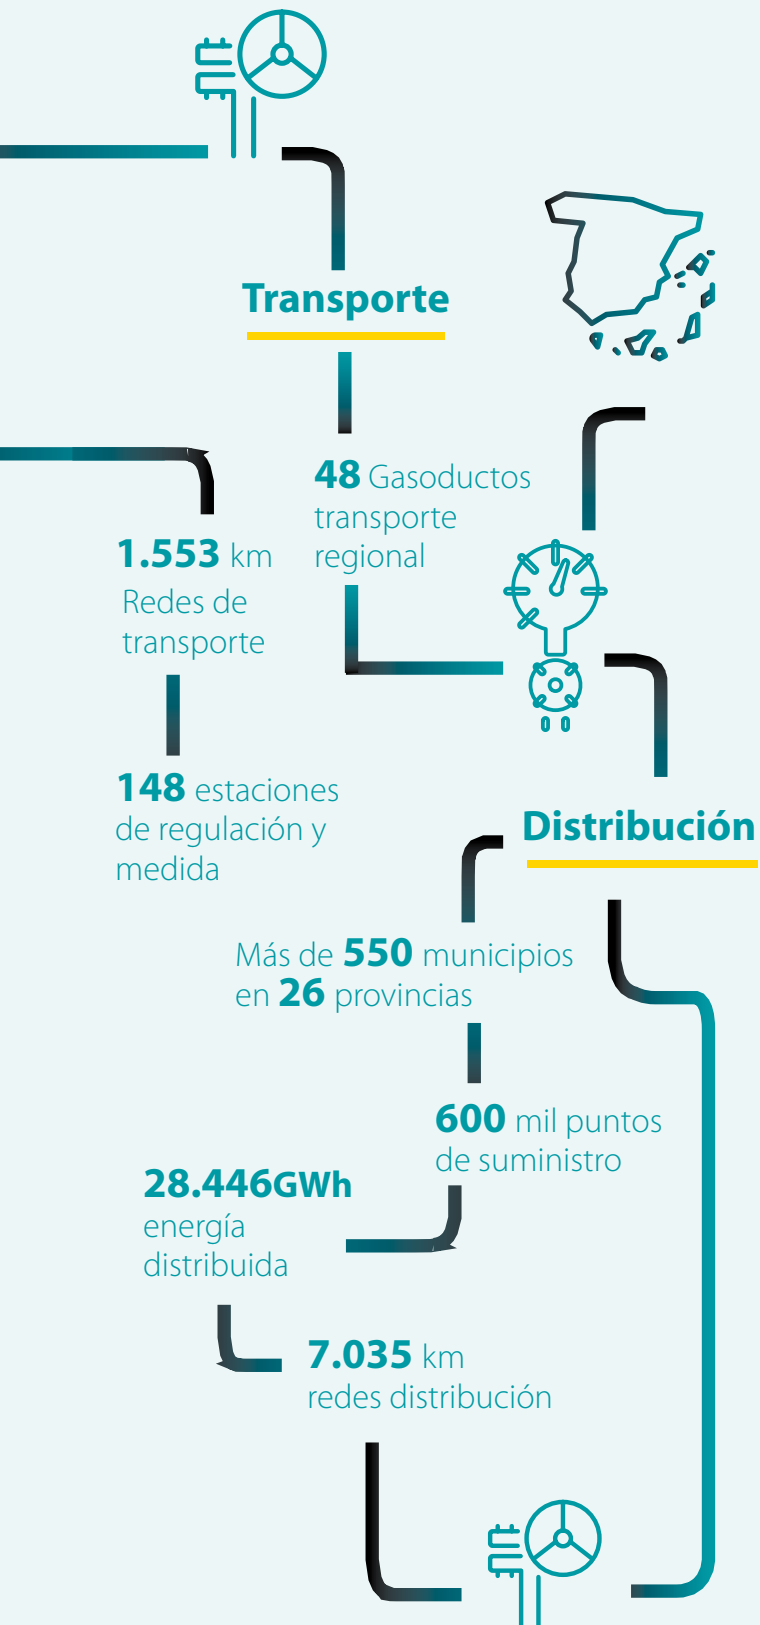 Transporte
48 Gasoductos
transporte
regional
1.553 km
Redes de
transporte
148 estaciones
de regulación y
medida
Distribución
Más de 550 municipios
en 26 provincias
600 mil puntos
de suministro
28.446GWh
energía
distribuida
7.035 km
redes distribución